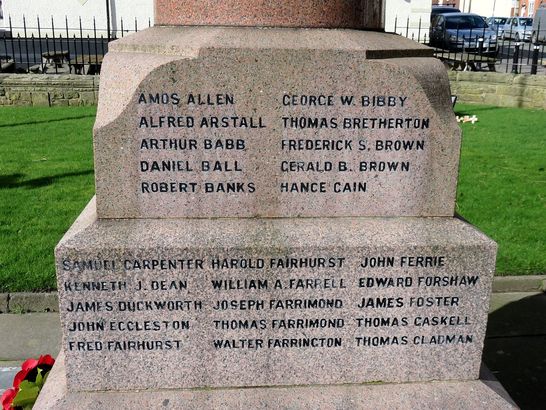 AMOS ALLEN GEORGE W. BIBBY
ALFRED ARSTALL THOMAS BRETHERTON
ARTHUR BABB FREDERICK S. BROWN
DANIEL BALL GERALD B. BROWN
ROBERT BANKS HANCE CAIN
SAMUEL CARPENTER HAROLD FAIRHURST JOHN FERRIE
KENNETH J. DEAN WILLIAM A. FARRELL EDWARD FORSHAW
JAMES DUCKWORTH JOSEPH FARRIMOND JAMES FOSTER
JOHN ECCLESTON THOMAS FARRIMOND THOMAS GASKELL
FRED FAIRHURST WALTER FARRINGTON THOMAS GLADMAN